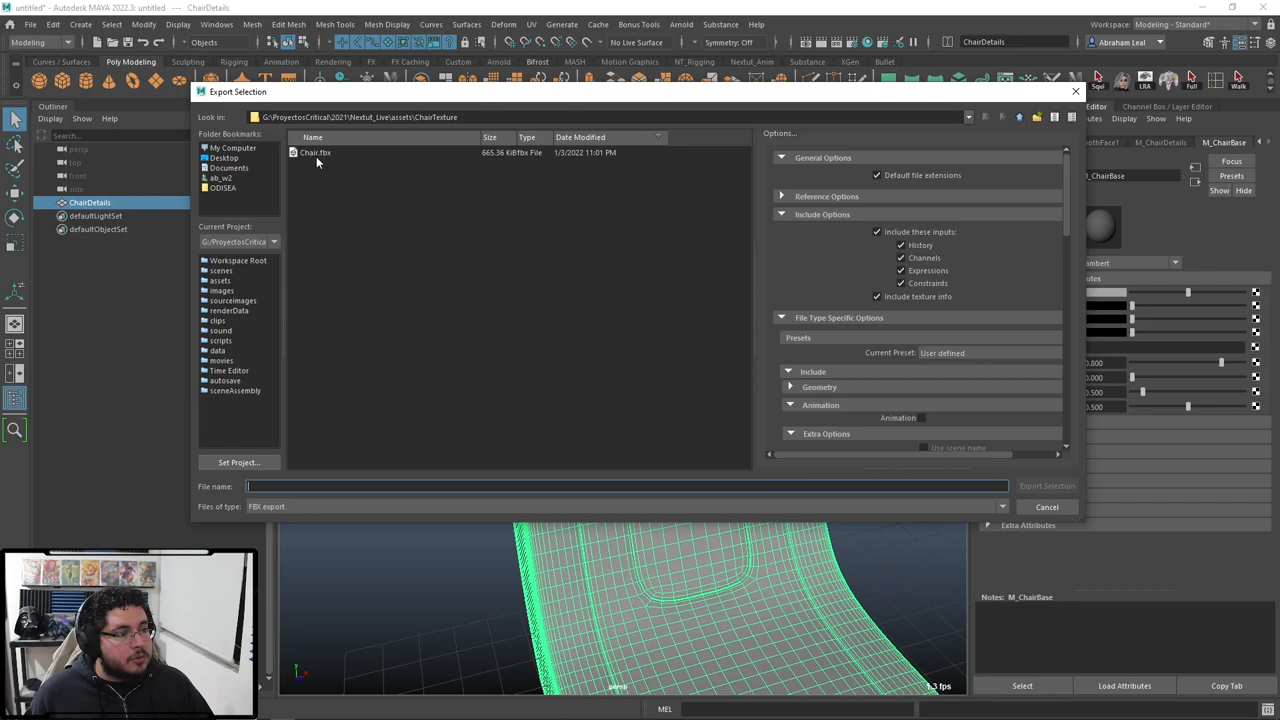 untitled* - Autodesk MAYA 2022.3: untitled --- ChairDetails
File Edit Create Select Modify Display Windows Mesh Edit Mesh Mesh Tools Mesh Display Curves Surfaces Deform UV Generate Cache Bonus Tools Arnold Substance Help
Workspace: Modeling - Standard*
Modeling Objects No Live Surface Symmetry: Off ChairDetails Abraham Leal
Curves / Surfaces Poly Modeling Sculpting Rigging Animation Rendering FX FX Caching Custom Arnold Bifrost MASH Motion Graphics NT_Rigging Nextut_Anim Substance XGen Bullet
Squi LRA Full Walk
Outliner
Display Show Help
Search...
persp
top
front
side
ChairDetails
defaultLightSet
defaultObjectSet
Export Selection
Look in: G:\ProyectosCritical\2021\Nextut_Live\assets\ChairTexture
Folder Bookmarks:
My Computer
Desktop
Documents
ab_w2
ODISEA
Current Project:
G:/ProyectosCritica
Workspace Root
scenes
assets
images
sourceimages
renderData
clips
sound
scripts
data
movies
Time Editor
autosave
sceneAssembly
Set Project...
Name Size Type Date Modified
Chair.fbx 665.36 KiB fbx File 1/3/2022 11:01 PM
Options...
General Options
Default file extensions
Reference Options
Include Options
Include these inputs:
History
Channels
Expressions
Constraints
Include texture info
File Type Specific Options
Presets
Current Preset: User defined
Include
Geometry
Animation
Animation
Extra Options
Use scene name
File name: Export Selection
Files of type: FBX export Cancel
Editor Channel Box / Layer Editor
Show Help
M_ChairDetails M_ChairBase
M_ChairBase
Focus
Presets
Show Hide
0.800
0.000
0.500
0.500
Extra Attributes
Notes: M_ChairBase
Select Load Attributes Copy Tab
persp
MEL